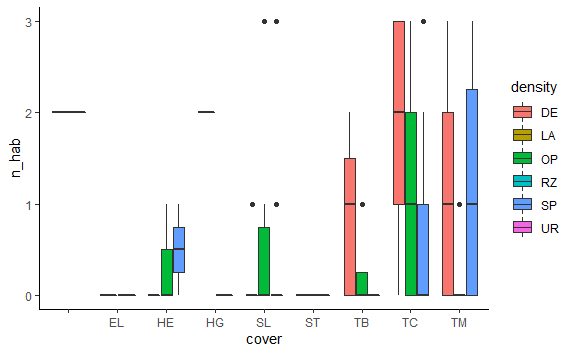 3
2
1
0
n_hab
EL HE HG SL ST TB TC TM
cover
density
DE
LA
OP
RZ
SP
UR